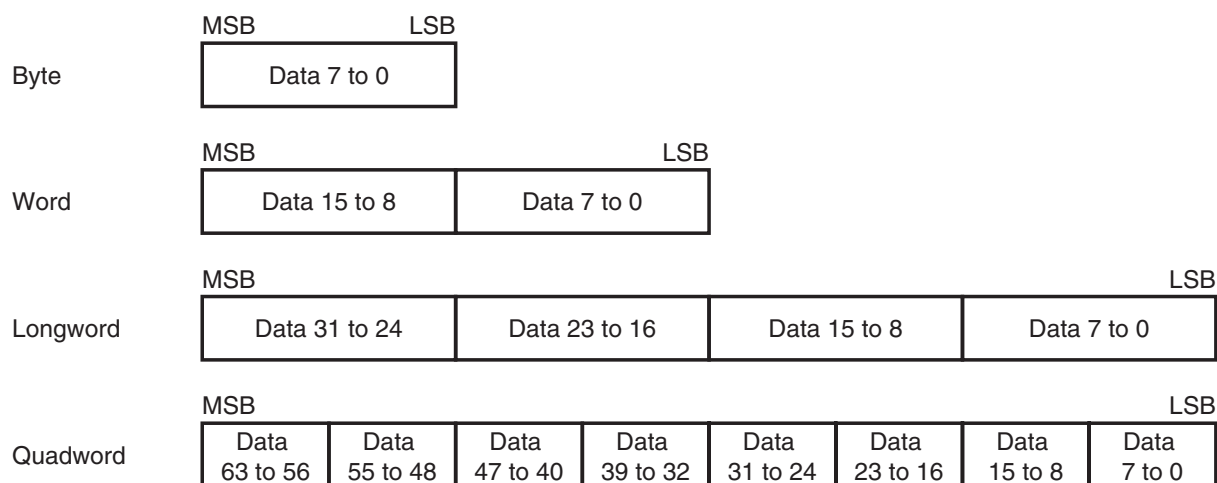 MSB LSB
Byte Data 7 to 0
MSB LSB
Word Data 15 to 8 Data 7 to 0
MSB LSB
Longword Data 31 to 24 Data 23 to 16 Data 15 to 8 Data 7 to 0
MSB LSB
Quadword Data 63 to 56 Data 55 to 48 Data 47 to 40 Data 39 to 32 Data 31 to 24 Data 23 to 16 Data 15 to 8 Data 7 to 0